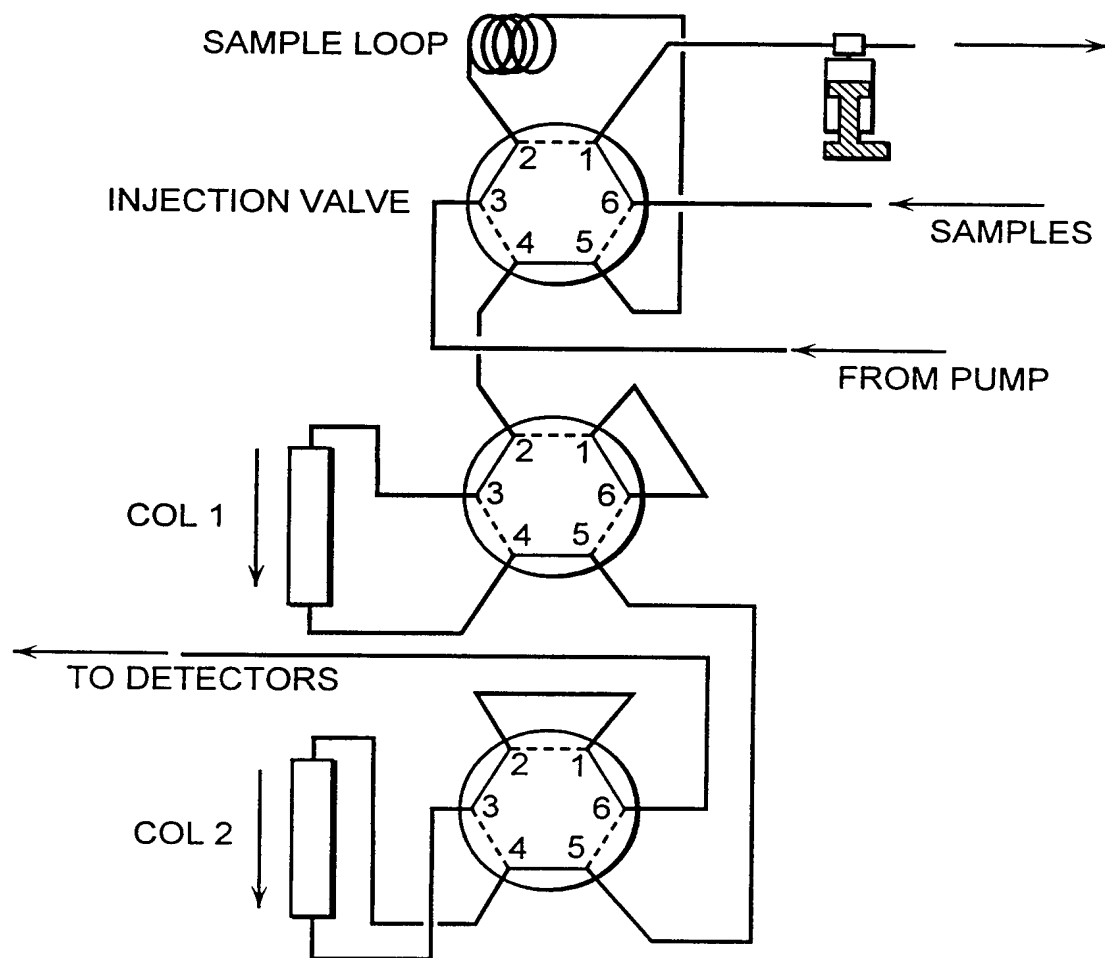 SAMPLE LOOP
2 1
INJECTION VALVE
3 6
SAMPLES
4 5
FROM PUMP
2 1
3 6
COL 1
4 5
TO DETECTORS
2 1
3 6
COL 2
4 5